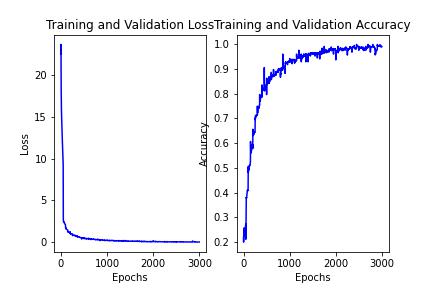 Training and Validation Loss
Loss
20
15
10
5
0
0 1000 2000 3000
Epochs
Training and Validation Accuracy
Accuracy
1.0
0.9
0.8
0.7
0.6
0.5
0.4
0.3
0.2
0 1000 2000 3000
Epochs